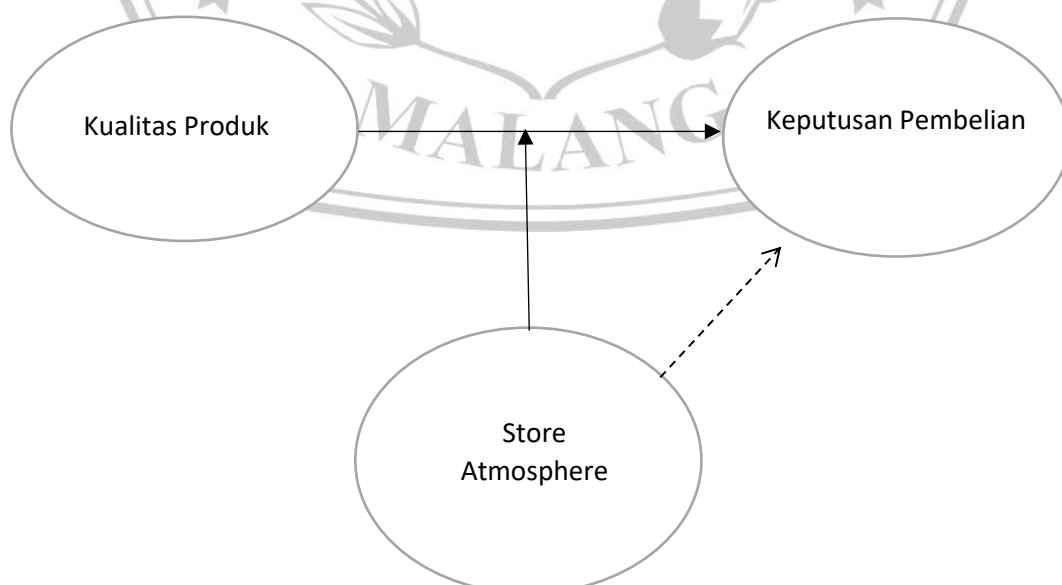 Kualitas Produk
Keputusan Pembelian
MALANG
Store
Atmosphere